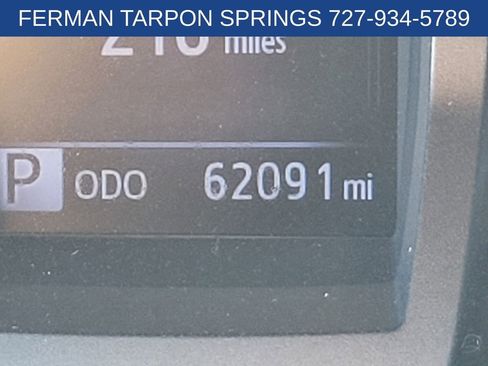 FERMAN TARPON SPRINGS 727-934-5789
miles
P ODO 62091 mi